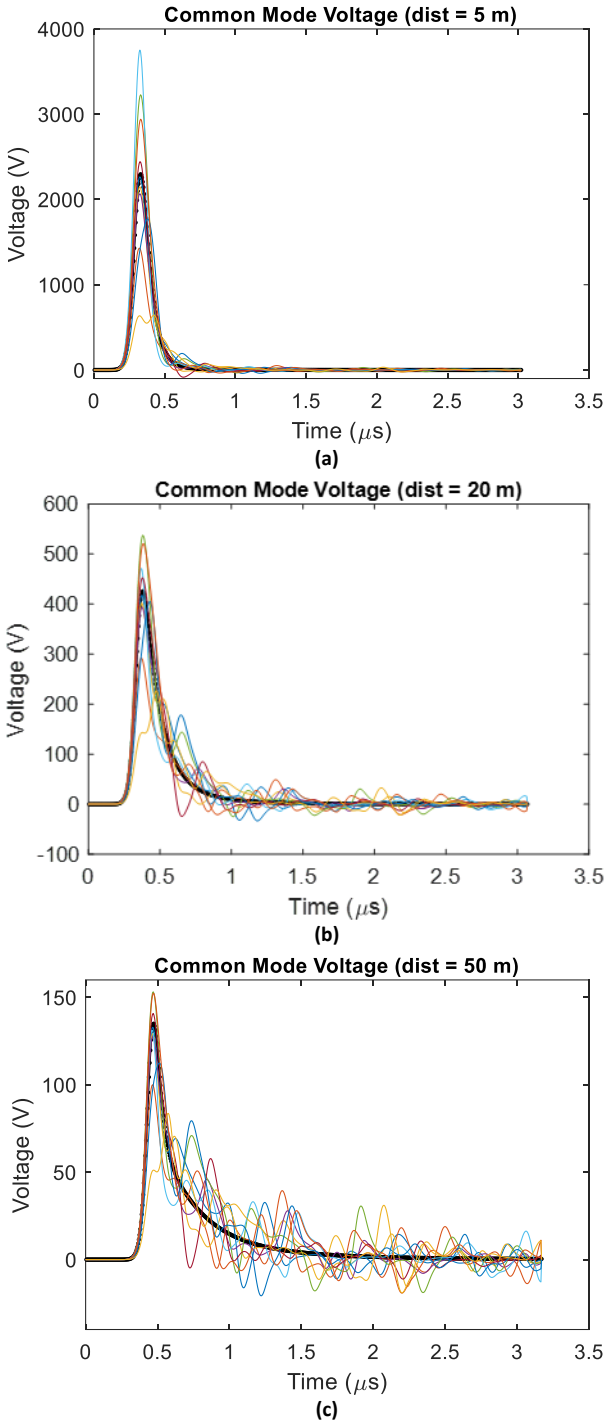 Common Mode Voltage (dist = 5 m)
4000
3000
2000
1000
0
Voltage (V)
0 0.5 1 1.5 2 2.5 3 3.5
Time (μs)
(a)
Common Mode Voltage (dist = 20 m)
600
500
400
300
200
100
0
-100
Voltage (V)
0 0.5 1 1.5 2 2.5 3 3.5
Time (μs)
(b)
Common Mode Voltage (dist = 50 m)
150
100
50
0
Voltage (V)
0 0.5 1 1.5 2 2.5 3 3.5
Time (μs)
(c)